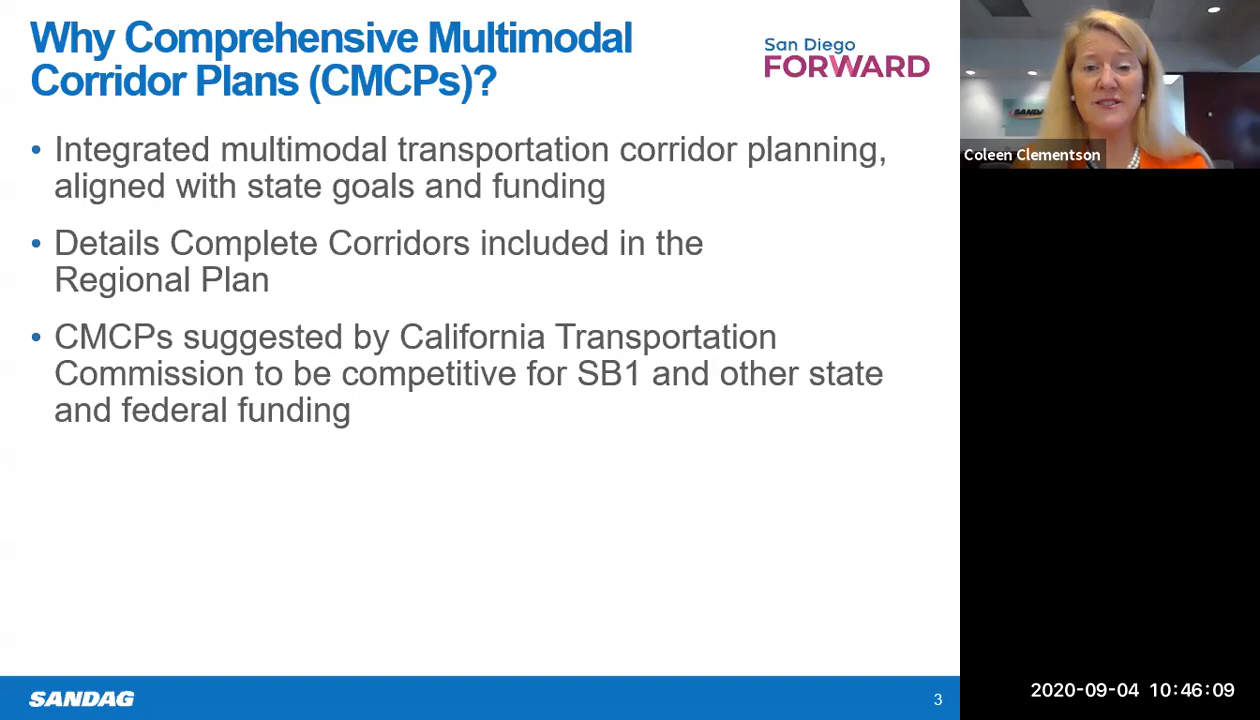 Why Comprehensive Multimodal
Corridor Plans (CMCPs)?
San Diego
FORWARD
• Integrated multimodal transportation corridor planning,
aligned with state goals and funding
• Details Complete Corridors included in the
Regional Plan
• CMCPs suggested by California Transportation
Commission to be competitive for SB1 and other state
and federal funding
SANDAG
3
SANDAG
Coleen Clementson
2020-09-04 10:46:09